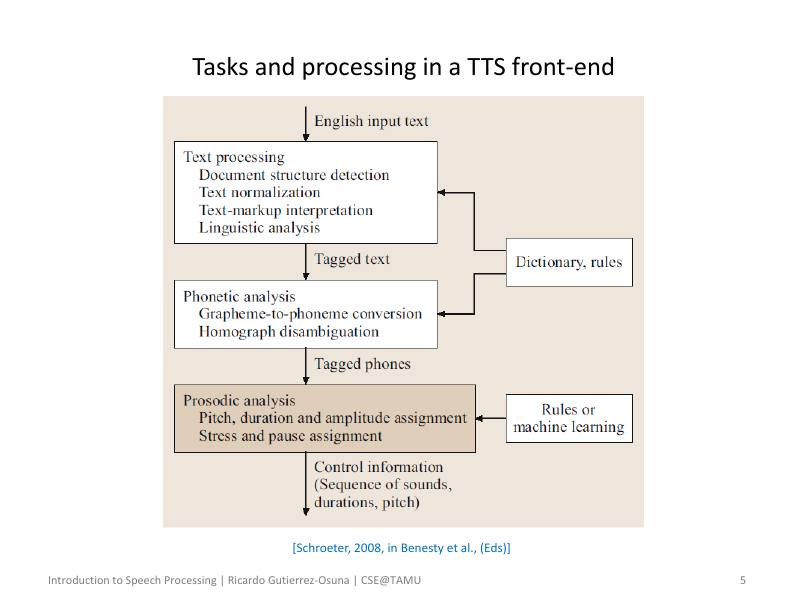 Tasks and processing in a TTS front-end
English input text
Text processing
Document structure detection
Text normalization
Text-markup interpretation
Linguistic analysis
Tagged text
Dictionary, rules
Phonetic analysis
Grapheme-to-phoneme conversion
Homograph disambiguation
Tagged phones
Prosodic analysis
Pitch, duration and amplitude assignment
Stress and pause assignment
Rules or
machine learning
Control information
(Sequence of sounds,
durations, pitch)
[Schroeter, 2008, in Benesty et al., (Eds)]
Introduction to Speech Processing | Ricardo Gutierrez-Osuna | CSE@TAMU
5